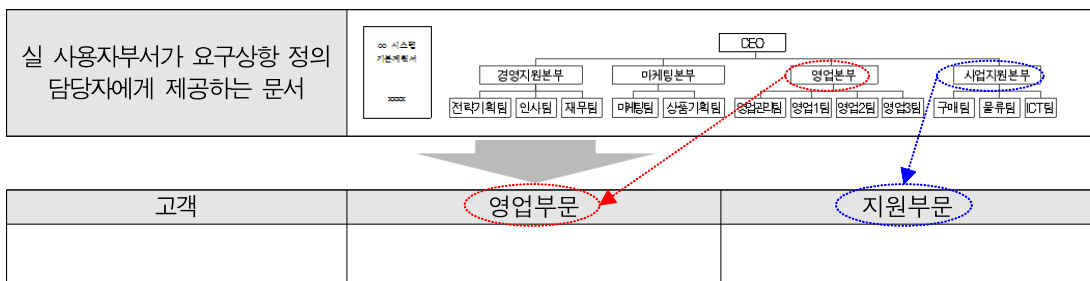 실 사용자부서가 요구상항 정의
담당자에게 제공하는 문서
∞ 시스템
기본계획서
xxxx
CEO
경영지원본부 마케팅본부 영업본부 사업지원본부
전략기획팀 인사팀 재무팀 마케팅팀 상품기획팀 영업관리팀 영업1팀 영업2팀 영업3팀 구매팀 물류팀 ICT팀
고객 영업부문 지원부문